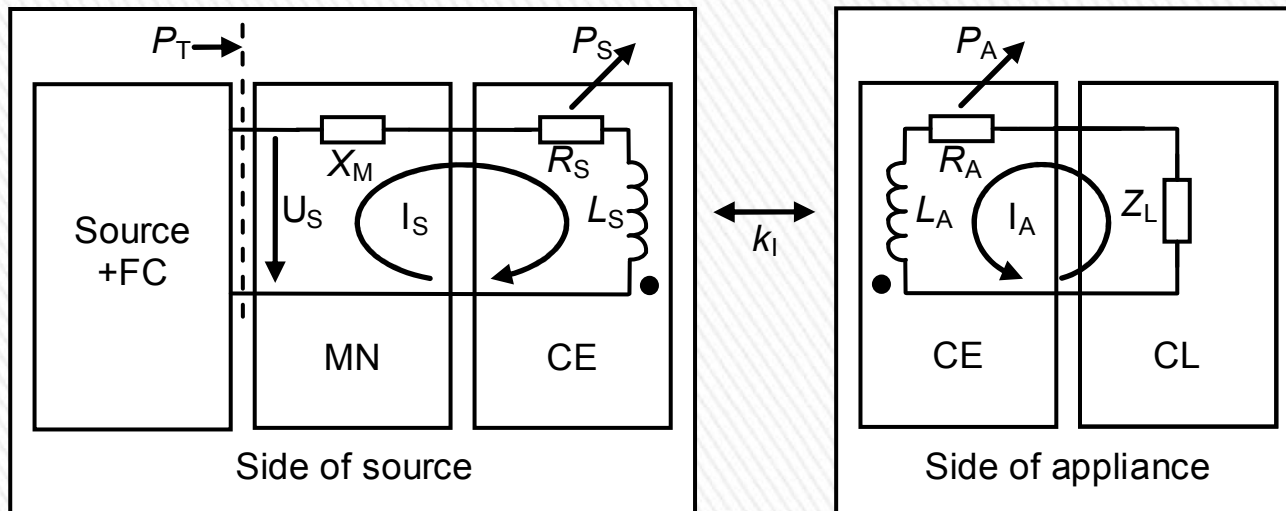 P_T
P_S
P_A
X_M
R_S
R_A
Source
+FC
U_S
I_S
L_S
k_I
L_A
I_A
Z_L
MN
CE
CE
CL
Side of source
Side of appliance